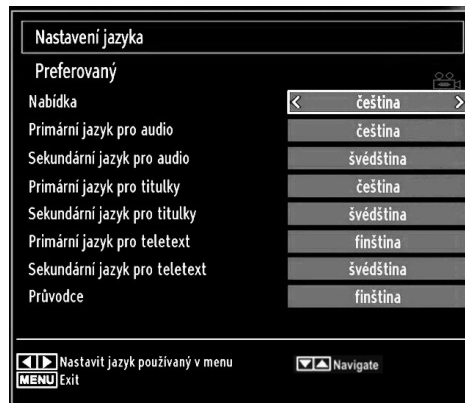 Nastavení jazyka
Preferovaný
Nabídka < čeština >
Primární jazyk pro audio čeština
Sekundární jazyk pro audio švédština
Primární jazyk pro titulky čeština
Sekundární jazyk pro titulky švédština
Primární jazyk pro teletext finština
Sekundární jazyk pro teletext švédština
Průvodce finština
Nastavit jazyk používaný v menu Navigate
MENU Exit